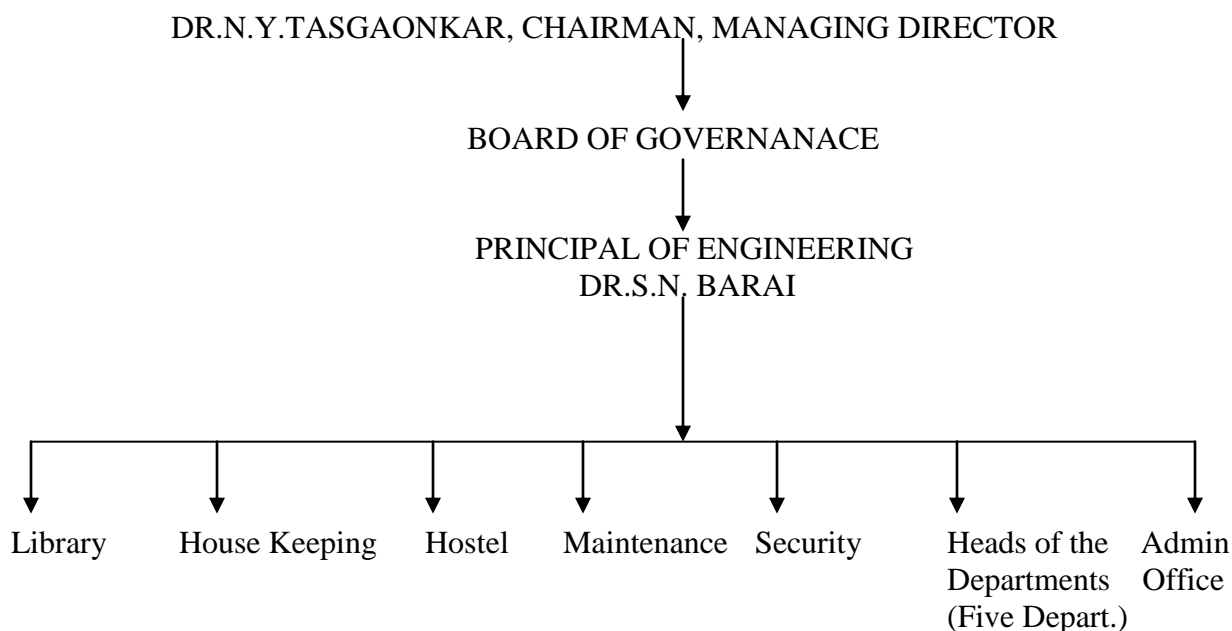 DR.N.Y.TASGAONKAR, CHAIRMAN, MANAGING DIRECTOR
BOARD OF GOVERNANACE
PRINCIPAL OF ENGINEERING
DR.S.N. BARAI
Library
House Keeping
Hostel
Maintenance
Security
Heads of the
Departments
(Five Depart.)
Admin
Office